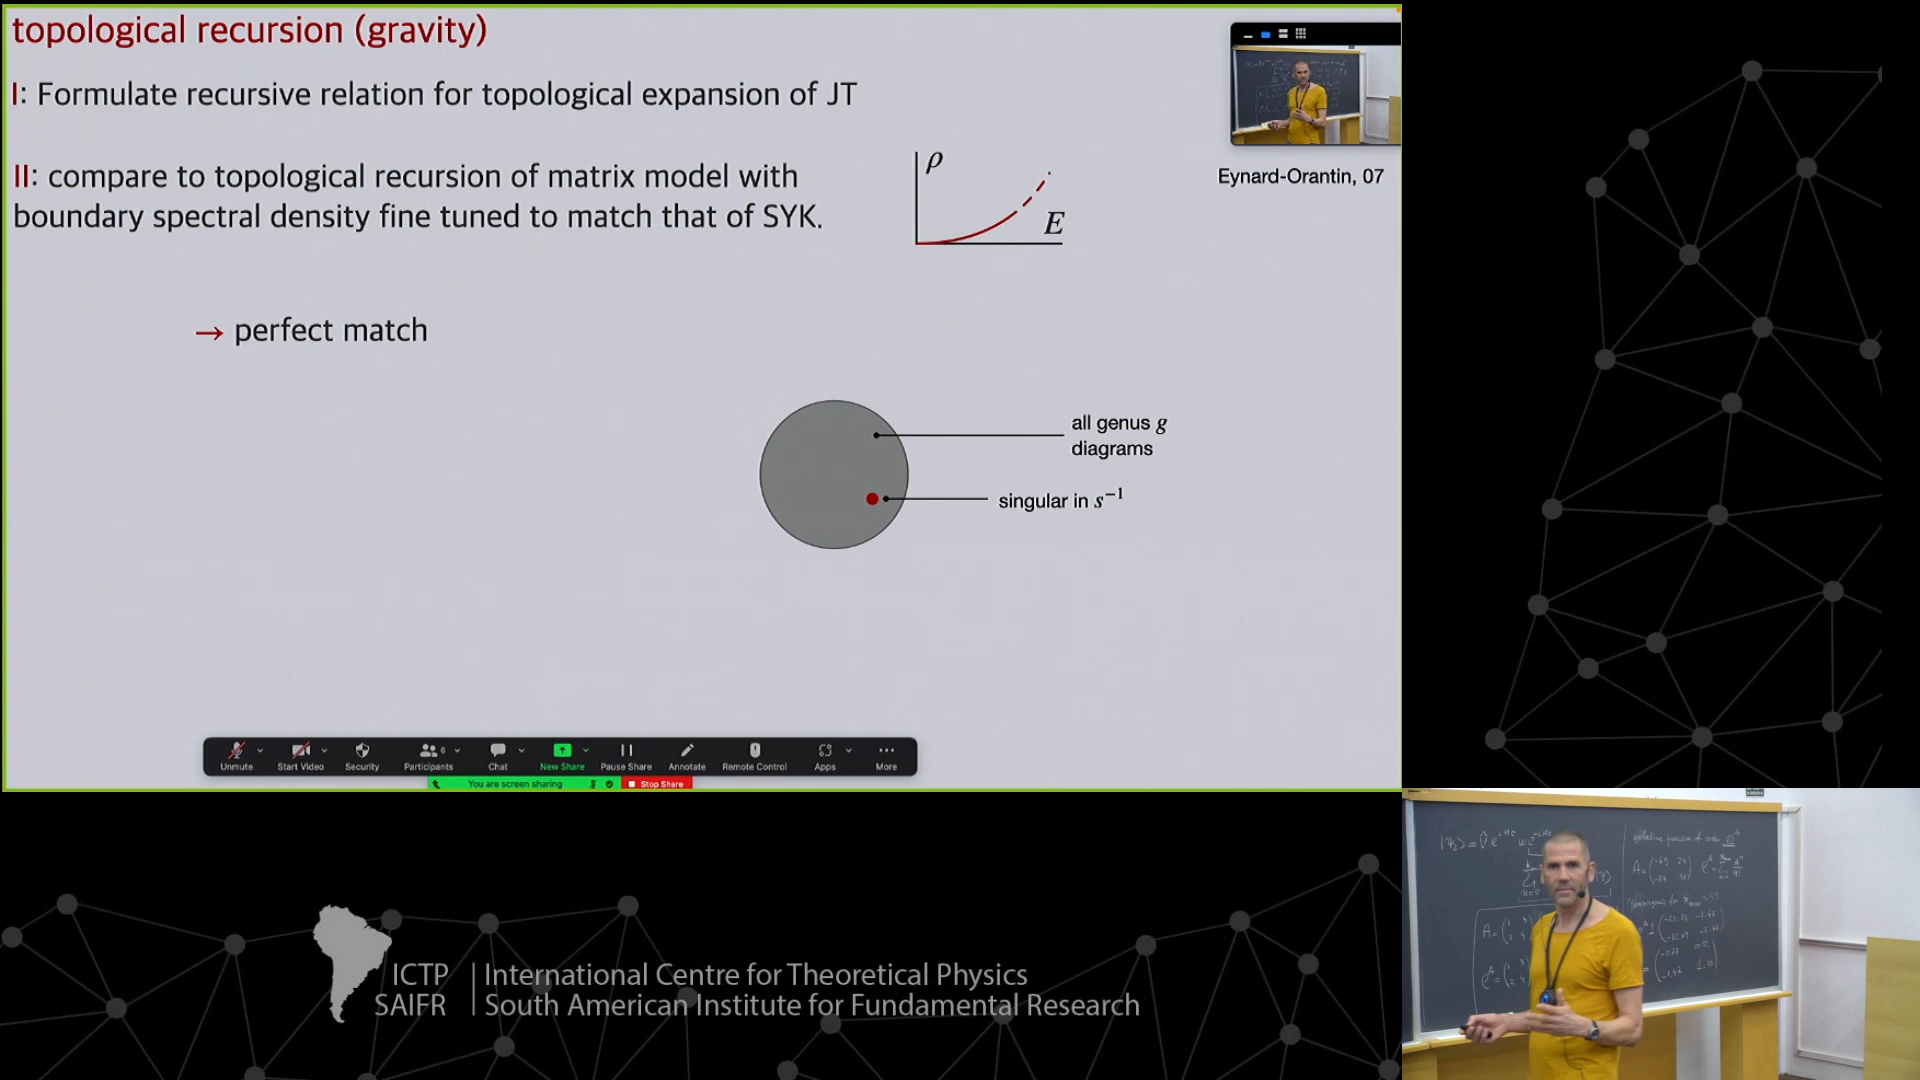 topological recursion (gravity)
I: Formulate recursive relation for topological expansion of JT
II: compare to topological recursion of matrix model with
boundary spectral density fine tuned to match that of SYK.
ρ
E
Eynard-Orantin, 07
→ perfect match
all genus g
diagrams
singular in s⁻¹
Unmute
Start Video
Security
Participants
6
Chat
New Share
Pause Share
Annotate
Remote Control
Apps
More
You are screen sharing
Stop Share
ICTP
SAIFR
International Centre for Theoretical Physics
South American Institute for Fundamental Research